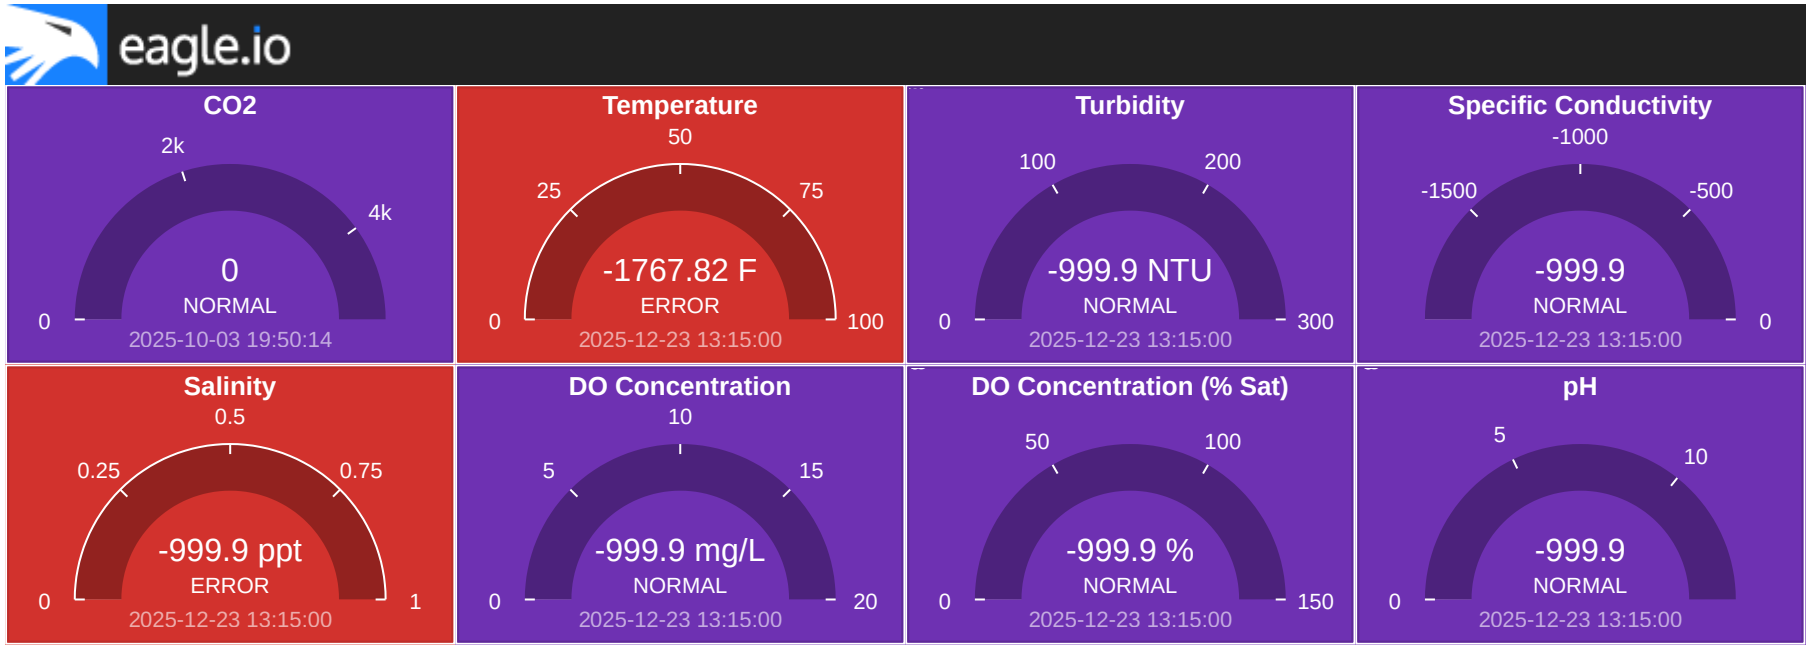 eagle.io
CO2
2k
4k
0
0
NORMAL
2025-10-03 19:50:14
Temperature
50
25
75
-1767.82 F
ERROR
0
100
2025-12-23 13:15:00
Turbidity
100
200
-999.9 NTU
NORMAL
0
300
2025-12-23 13:15:00
Specific Conductivity
-1000
-1500
-500
-999.9
NORMAL
0
2025-12-23 13:15:00
Salinity
0.5
0.25
0.75
-999.9 ppt
ERROR
0
1
2025-12-23 13:15:00
DO Concentration
10
5
15
-999.9 mg/L
NORMAL
0
20
2025-12-23 13:15:00
DO Concentration (% Sat)
50
100
-999.9 %
NORMAL
0
150
2025-12-23 13:15:00
pH
5
10
-999.9
NORMAL
0
2025-12-23 13:15:00